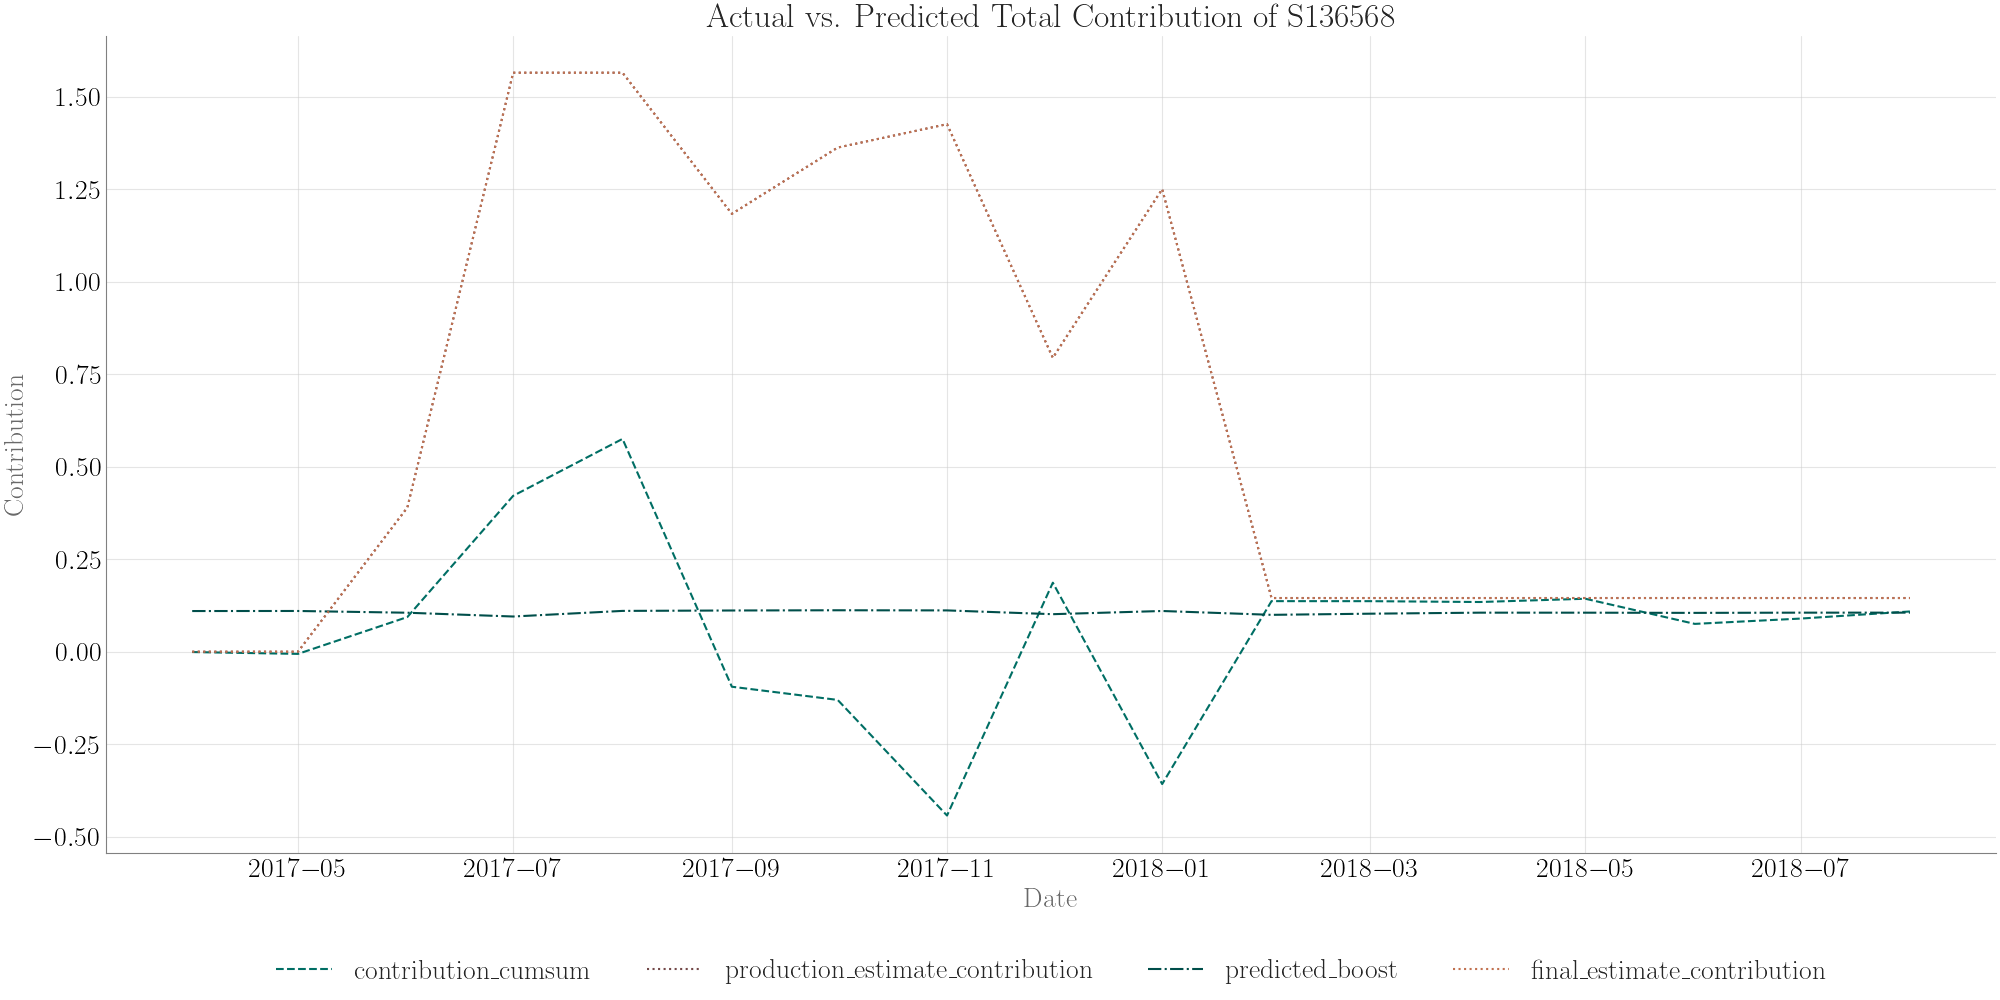 Actual vs. Predicted Total Contribution of S136568
1.50
1.25
1.00
0.75
0.50
0.25
0.00
−0.25
−0.50
Contribution
2017–05 2017–07 2017–09 2017–11 2018–01 2018–03 2018–05 2018–07
Date
contribution_cumsum production_estimate_contribution predicted_boost final_estimate_contribution